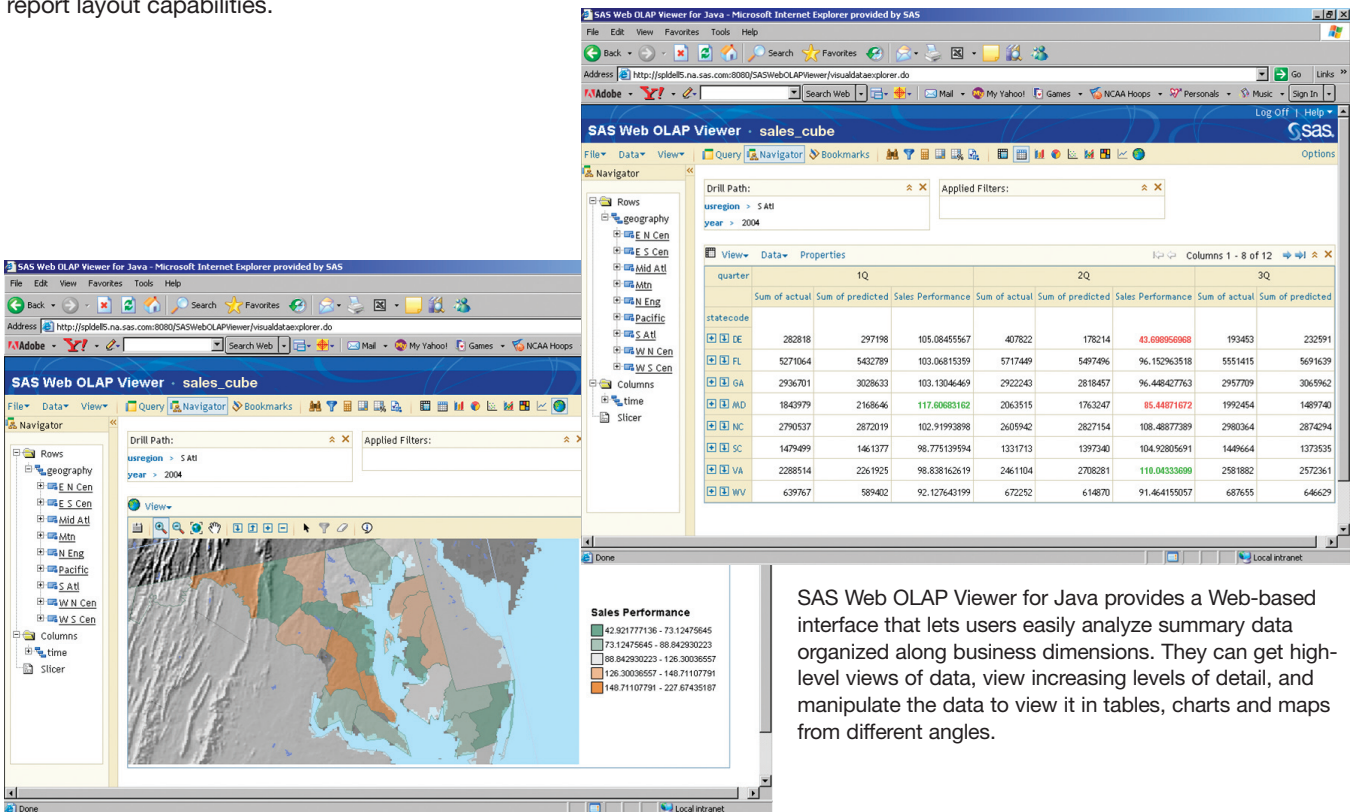 report layout capabilities.
SAS Web OLAP Viewer for Java - Microsoft Internet Explorer provided by SAS
File Edit View Favorites Tools Help
Back Search Favorites
Address http://spldell5.na.sas.com:8080/SASWebOLAPViewer/visualdataexplorer.do Go Links »
Adobe Y! Search Web Mail My Yahoo! Games NCAA Hoops Personals Music Sign In
Log Off | Help
SAS Web OLAP Viewer · sales_cube sas.
File Data View Query Navigator Bookmarks Options
Navigator «
Rows
geography
E N Cen
E S Cen
Mid Atl
Mtn
N Eng
Pacific
S Atl
W N Cen
W S Cen
Columns
time
Slicer
Drill Path: Applied Filters:
usregion > S Atl
year > 2004
View Data Properties Columns 1 - 8 of 12
quarter 1Q 2Q 3Q
Sum of actual Sum of predicted Sales Performance Sum of actual Sum of predicted Sales Performance Sum of actual Sum of predicted
statecode
DE 282818 297198 105.08455567 407822 178214 43.698956968 193453 232591
FL 5271064 5432789 103.06815359 5717449 5497496 96.152963518 5551415 5691639
GA 2936701 3028633 103.13046469 2922243 2818457 96.448427763 2957709 3065962
MD 1843979 2168646 117.60683162 2063515 1763247 85.44871672 1992454 1489740
NC 2790537 2872019 102.91993898 2605942 2827154 108.48877389 2980364 2874294
SC 1479499 1461377 98.775139594 1331713 1397340 104.92805691 1449664 1373535
VA 2288514 2261925 98.838162619 2461104 2708281 110.04333699 2581882 2572361
WV 639767 589402 92.127643199 672252 614870 91.464155057 687655 646629
Done Local intranet
SAS Web OLAP Viewer for Java - Microsoft Internet Explorer provided by SAS
File Edit View Favorites Tools Help
Back Search Favorites
Address http://spldell5.na.sas.com:8080/SASWebOLAPViewer/visualdataexplorer.do
Adobe Y! Search Web Mail My Yahoo! Games NCAA Hoops
SAS Web OLAP Viewer · sales_cube
File Data View Query Navigator Bookmarks
Navigator «
Rows
geography
E N Cen
E S Cen
Mid Atl
Mtn
N Eng
Pacific
S Atl
W N Cen
W S Cen
Columns
time
Slicer
Drill Path: Applied Filters:
usregion > S Atl
year > 2004
View
Sales Performance
42.921777136 - 73.12475645
73.12475645 - 88.842930223
88.842930223 - 126.30036557
126.30036557 - 148.71107791
148.71107791 - 227.67435187
Done Local intranet
SAS Web OLAP Viewer for Java provides a Web-based
interface that lets users easily analyze summary data
organized along business dimensions. They can get high-
level views of data, view increasing levels of detail, and
manipulate the data to view it in tables, charts and maps
from different angles.